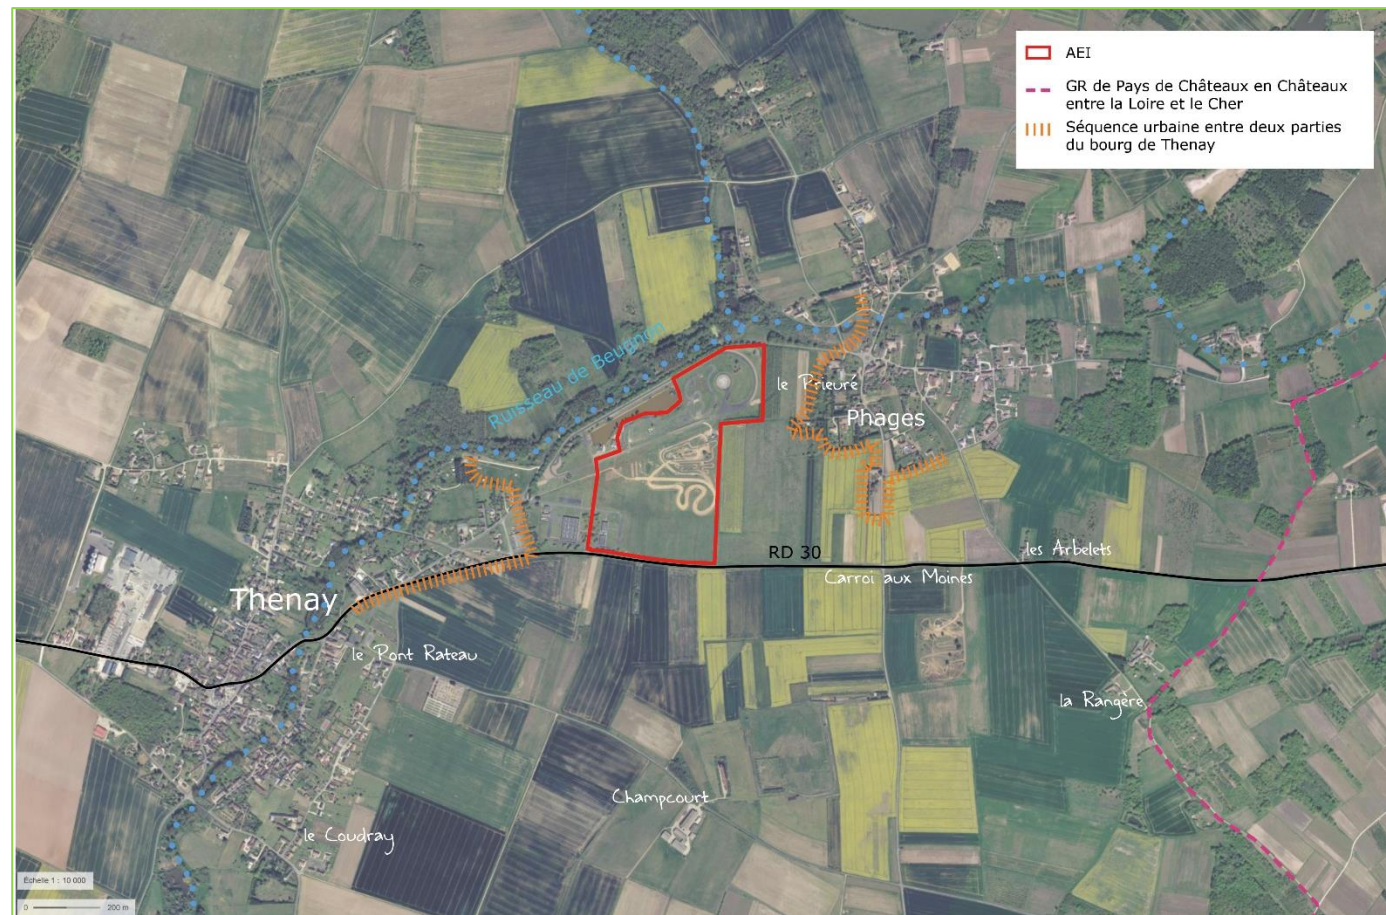 AEI
GR de Pays de Châteaux en Châteaux
entre la Loire et le Cher
Séquence urbaine entre deux parties
du bourg de Thenay
Ruisseau de Beugnon
le Prieuré
Phages
RD 30
les Arbelets
Carroi aux Moines
Thenay
le Pont Rateau
la Rangère
Champcourt
le Coudray
Échelle 1 : 10 000
0 200 m